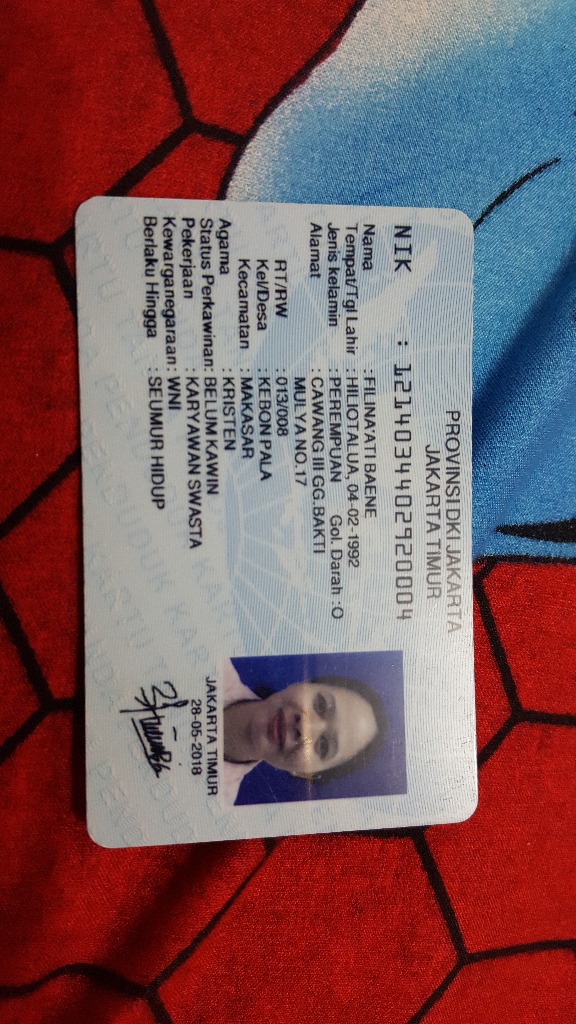 PROVINSI DKI JAKARTA
JAKARTA TIMUR
NIK : 1214034402920004
Nama : FILINA'ATI BAENE
Tempat/Tgl Lahir : HILIOTALUA, 04-02-1992
Jenis kelamin : PEREMPUAN Gol. Darah : O
Alamat : CAWANG III GG.BAKTI
MULYA NO.17
RT/RW : 013/008
Kel/Desa : KEBON PALA
Kecamatan : MAKASAR
Agama : KRISTEN
Status Perkawinan: BELUM KAWIN
Pekerjaan : KARYAWAN SWASTA
Kewarganegaraan: WNI
Berlaku Hingga : SEUMUR HIDUP
JAKARTA TIMUR
28-05-2018